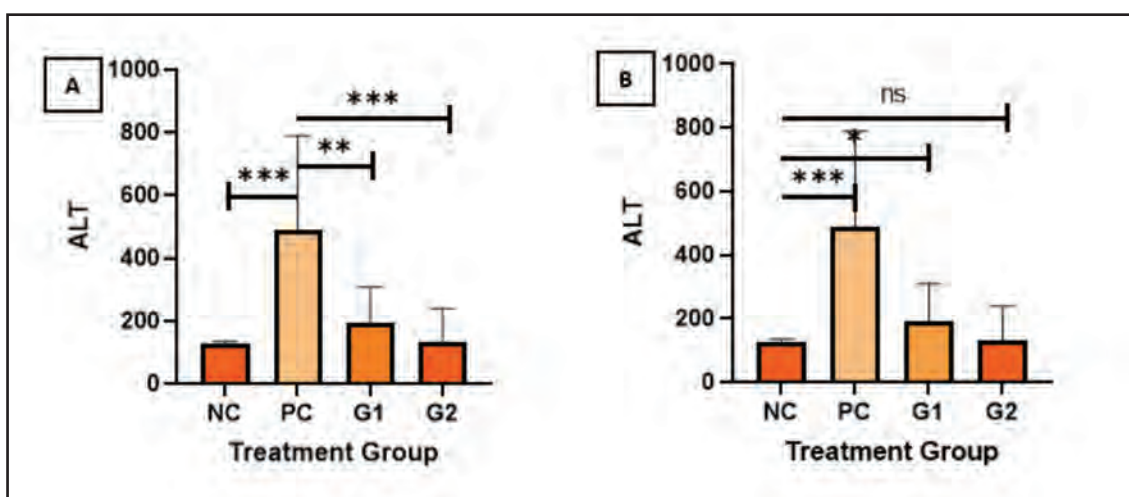 A
1000
***
800
**
***
600
ALT
400
200
0
NC PC G1 G2
Treatment Group
B
1000
ns
800
*
***
600
ALT
400
200
0
NC PC G1 G2
Treatment Group